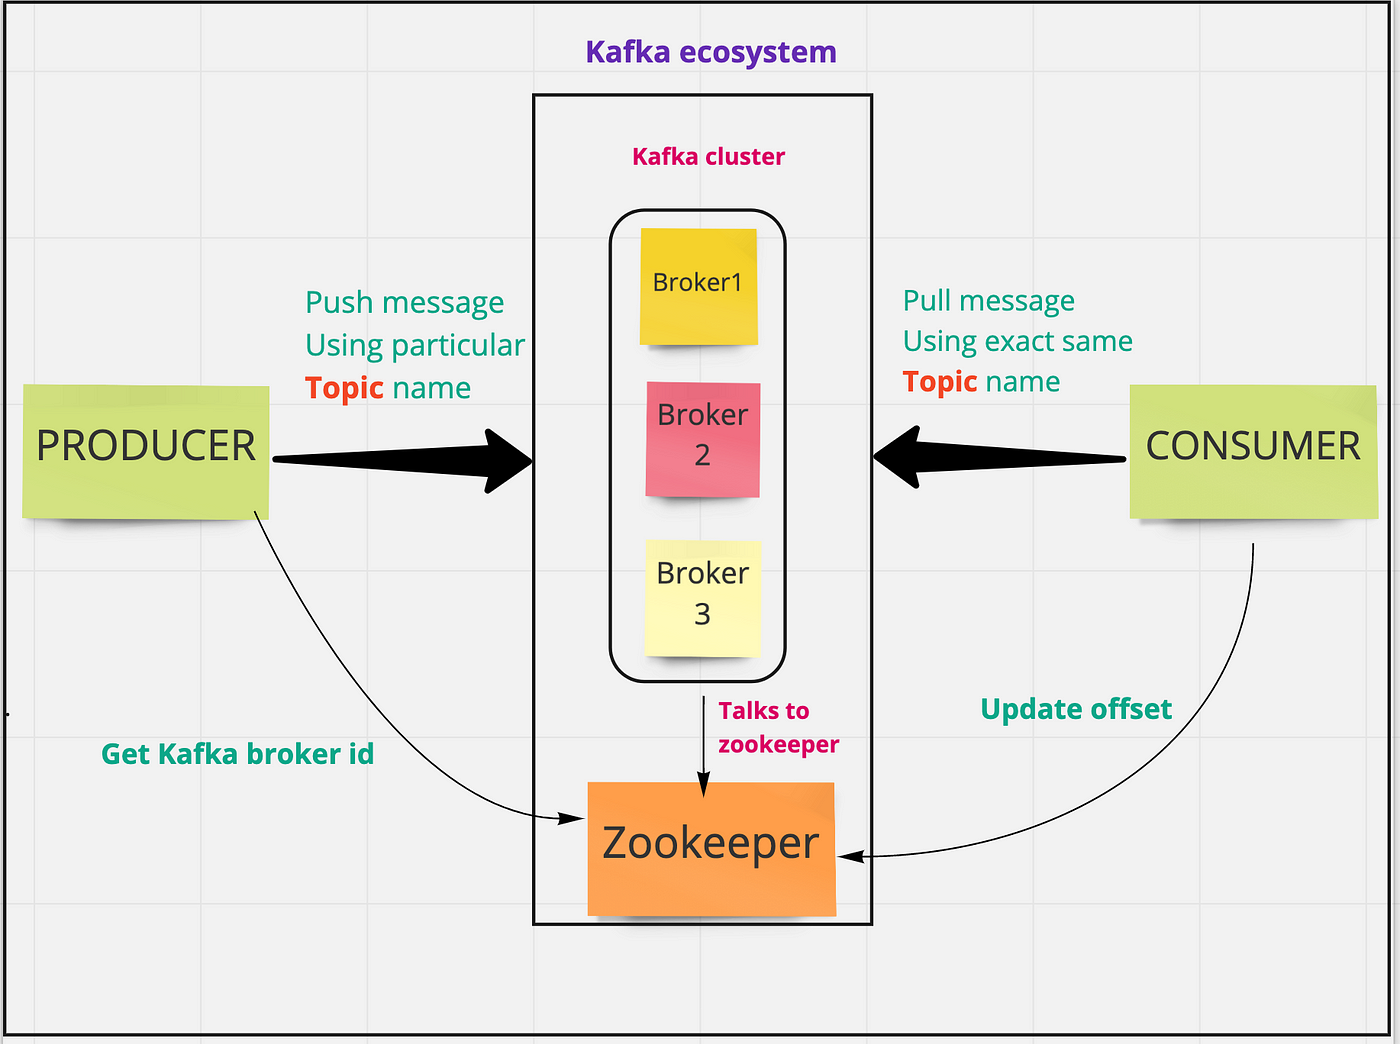 Kafka ecosystem
Kafka cluster
Broker1
Push message
Using particular
Topic name
Pull message
Using exact same
Topic name
PRODUCER
Broker
2
CONSUMER
Broker
3
Talks to
zookeeper
Update offset
Get Kafka broker id
Zookeeper